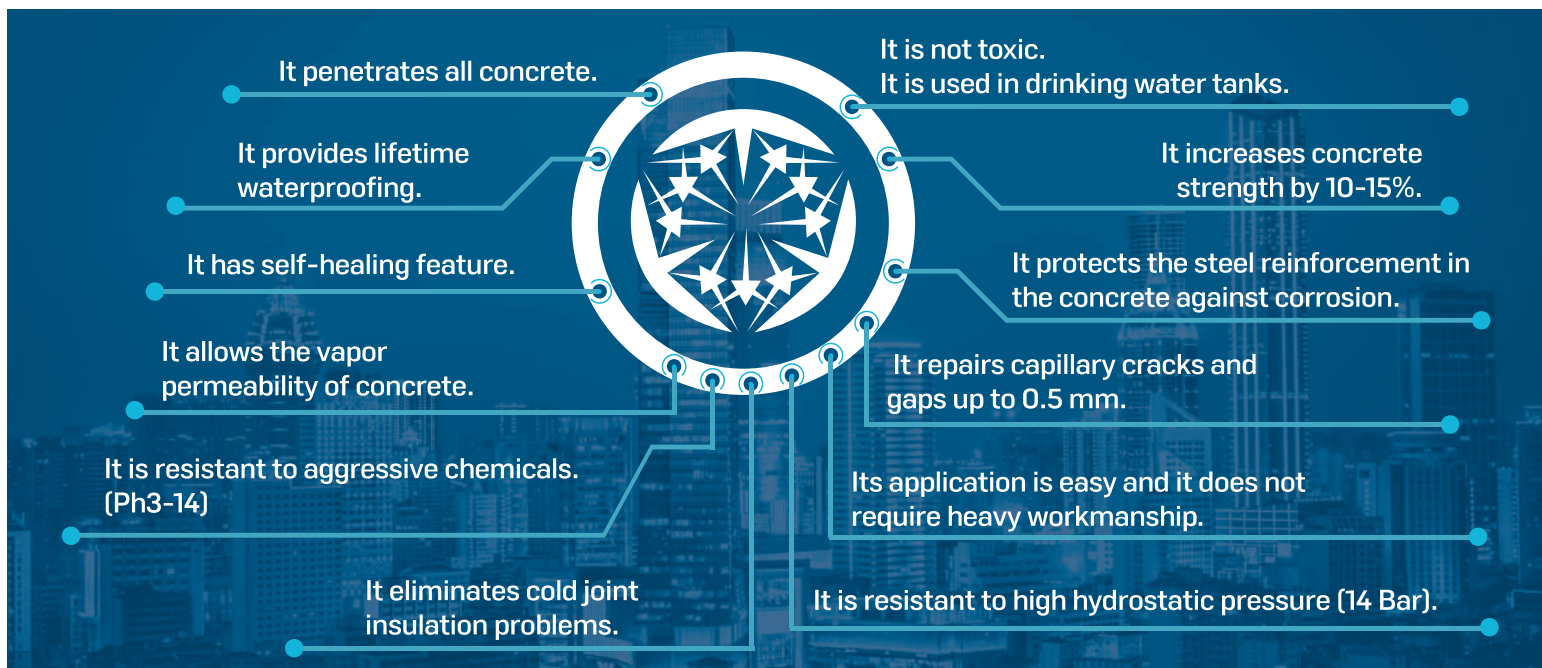 It penetrates all concrete.
It provides lifetime
waterproofing.
It has self-healing feature.
It allows the vapor
permeability of concrete.
It is resistant to aggressive chemicals.
(Ph3-14)
It eliminates cold joint
insulation problems.
It is not toxic.
It is used in drinking water tanks.
It increases concrete
strength by 10-15%.
It protects the steel reinforcement in
the concrete against corrosion.
It repairs capillary cracks and
gaps up to 0.5 mm.
Its application is easy and it does not
require heavy workmanship.
It is resistant to high hydrostatic pressure (14 Bar).